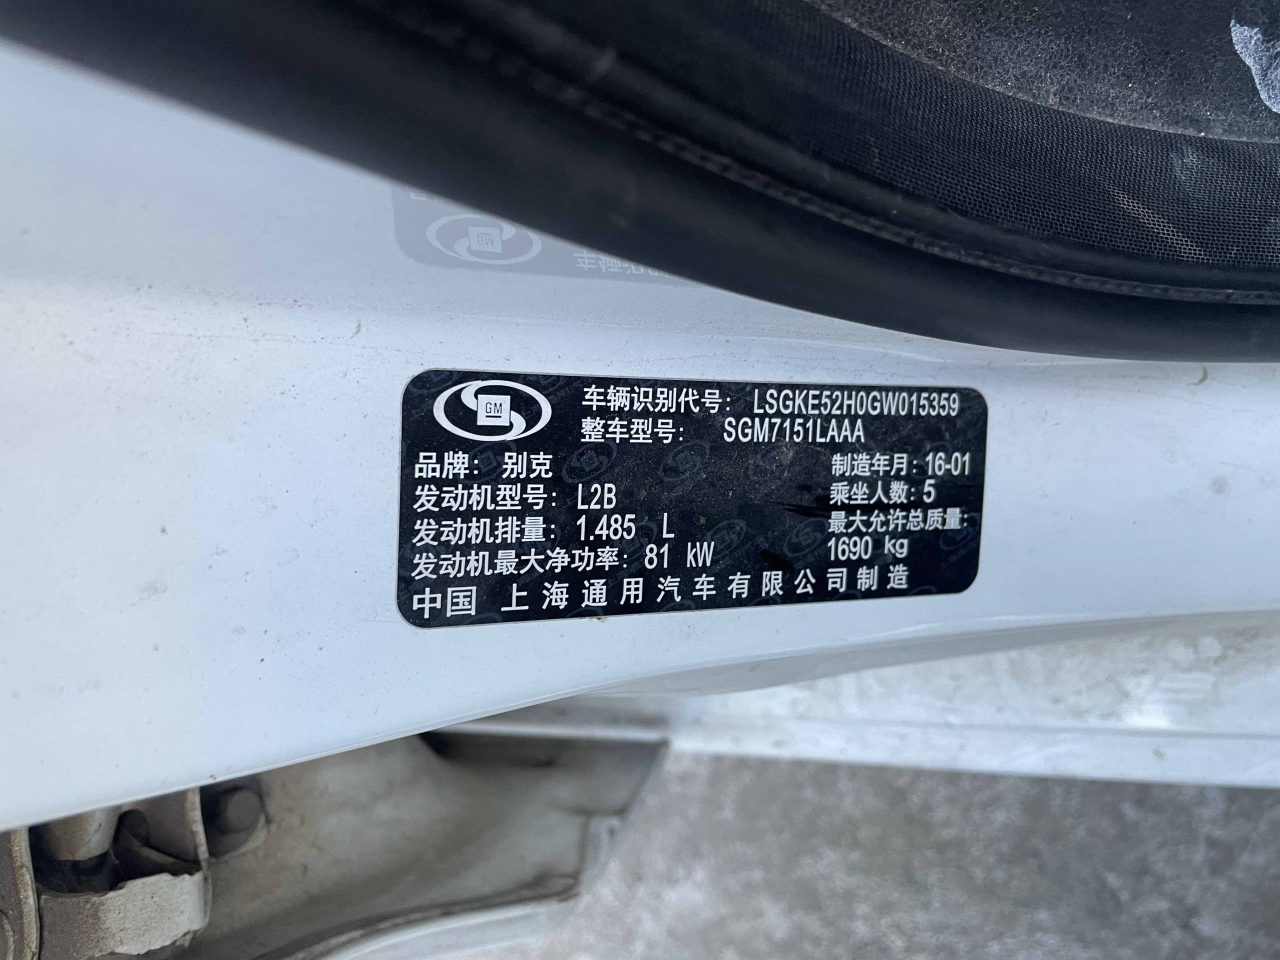 GM
车辆识别代号: LSGKE52H0GW015359
整车型号: SGM7151LAAA
品牌: 别克
制造年月: 16-01
发动机型号: L2B
乘坐人数: 5
发动机排量: 1.485 L
最大允许总质量:
1690 kg
发动机最大净功率: 81 kW
中国 上海通用汽车有限公司制造